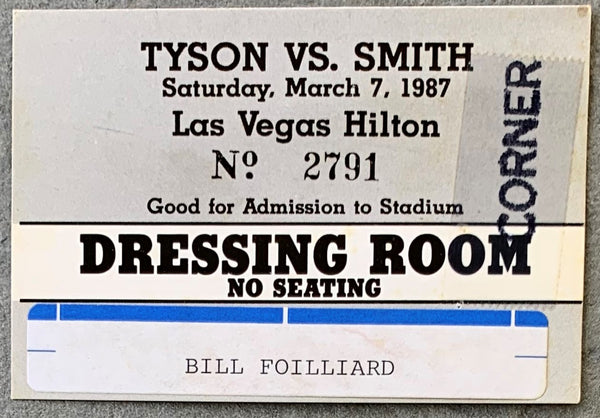 TYSON VS. SMITH
Saturday, March 7, 1987
Las Vegas Hilton
Nº 2791
Good for Admission to Stadium
DRESSING ROOM
NO SEATING
BILL FOILLIARD
CORNER